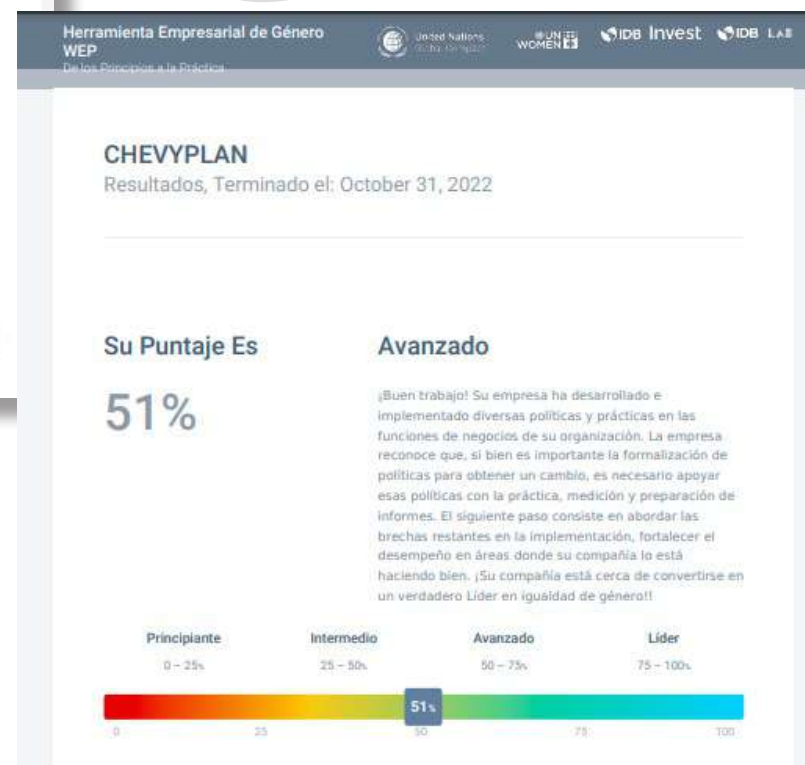 Herramienta Empresarial de Género
WEP
De los Principios a la Práctica
United Nations
Global Compact
UN
WOMEN
IDB Invest
IDB LAB
CHEVYPLAN
Resultados, Terminado el: October 31, 2022
Su Puntaje Es
51%
Avanzado
¡Buen trabajo! Su empresa ha desarrollado e
implementado diversas políticas y prácticas en las
funciones de negocios de su organización. La empresa
reconoce que, si bien es importante la formalización de
políticas para obtener un cambio, es necesario apoyar
esas políticas con la práctica, medición y preparación de
informes. El siguiente paso consiste en abordar las
brechas restantes en la implementación, fortalecer el
desempeño en áreas donde su compañía lo está
haciendo bien. ¡Su compañía está cerca de convertirse en
un verdadero Líder en igualdad de género!!
Principiante Intermedio Avanzado Líder
0 – 25% 25 – 50% 50 – 75% 75 – 100%
51%
0 25 50 75 100